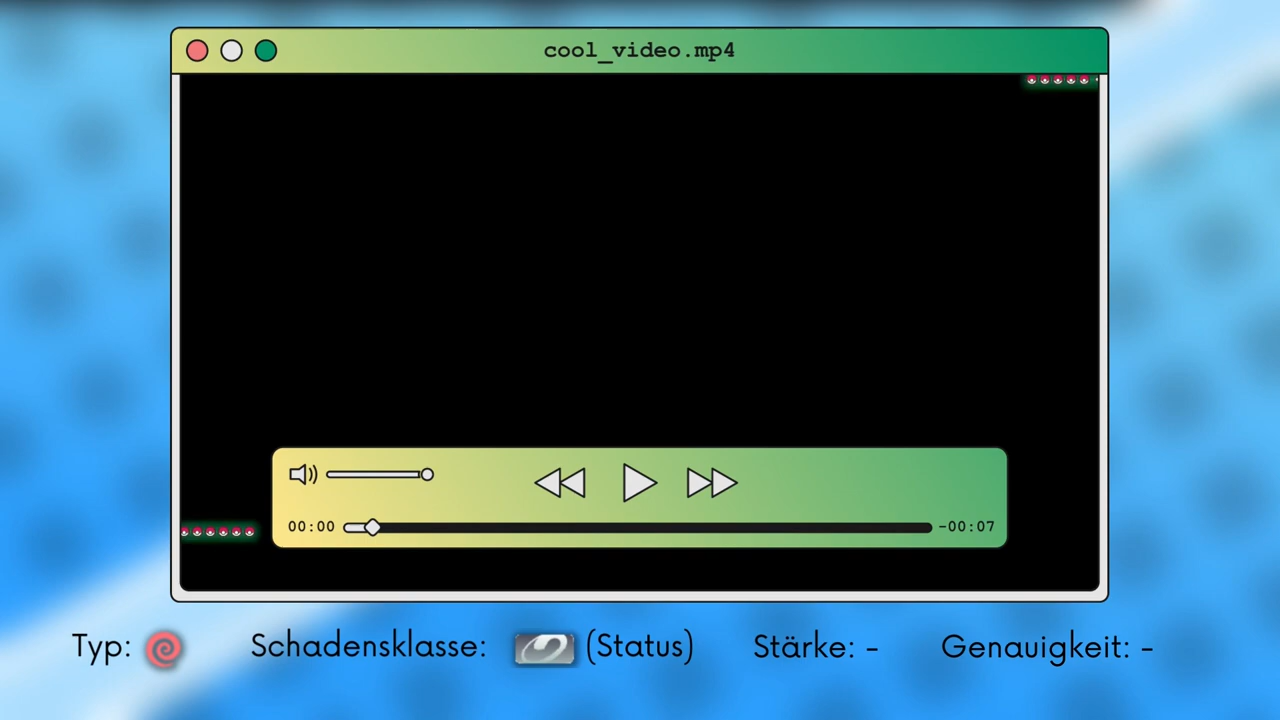 cool_video.mp4
00:00
-00:07
Typ:
Schadensklasse: (Status)
Stärke: -
Genauigkeit: -